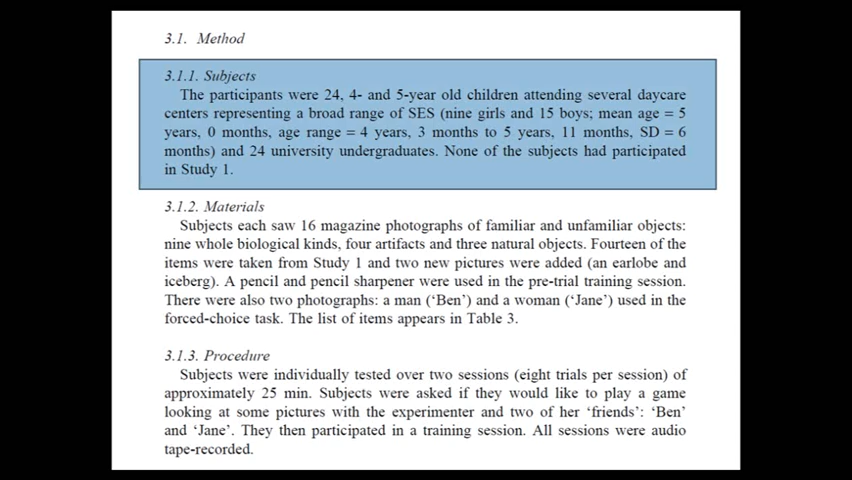 3.1. Method
3.1.1. Subjects
The participants were 24, 4- and 5-year old children attending several daycare
centers representing a broad range of SES (nine girls and 15 boys; mean age = 5
years, 0 months, age range = 4 years, 3 months to 5 years, 11 months, SD = 6
months) and 24 university undergraduates. None of the subjects had participated
in Study 1.
3.1.2. Materials
Subjects each saw 16 magazine photographs of familiar and unfamiliar objects:
nine whole biological kinds, four artifacts and three natural objects. Fourteen of the
items were taken from Study 1 and two new pictures were added (an earlobe and
iceberg). A pencil and pencil sharpener were used in the pre-trial training session.
There were also two photographs: a man (‘Ben’) and a woman (‘Jane’) used in the
forced-choice task. The list of items appears in Table 3.
3.1.3. Procedure
Subjects were individually tested over two sessions (eight trials per session) of
approximately 25 min. Subjects were asked if they would like to play a game
looking at some pictures with the experimenter and two of her ‘friends’: ‘Ben’
and ‘Jane’. They then participated in a training session. All sessions were audio
tape-recorded.